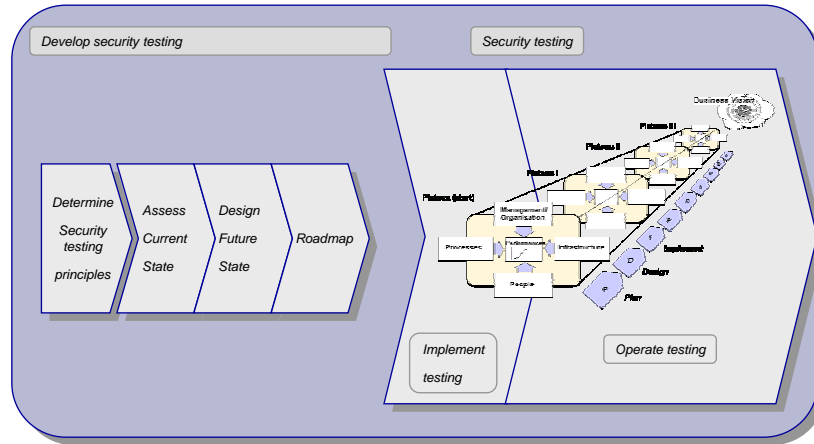 Develop security testing
Security testing
Determine
Security
testing
principles
Assess
Current
State
Design
Future
State
Roadmap
Business Vision
Plateau III
Plateau II
Plateau I
Plateau (start)
Management/
Organisation
Processes
Performance
Infrastructure
People
P
D
I
Implement
Design
Plan
Implement
testing
Operate testing